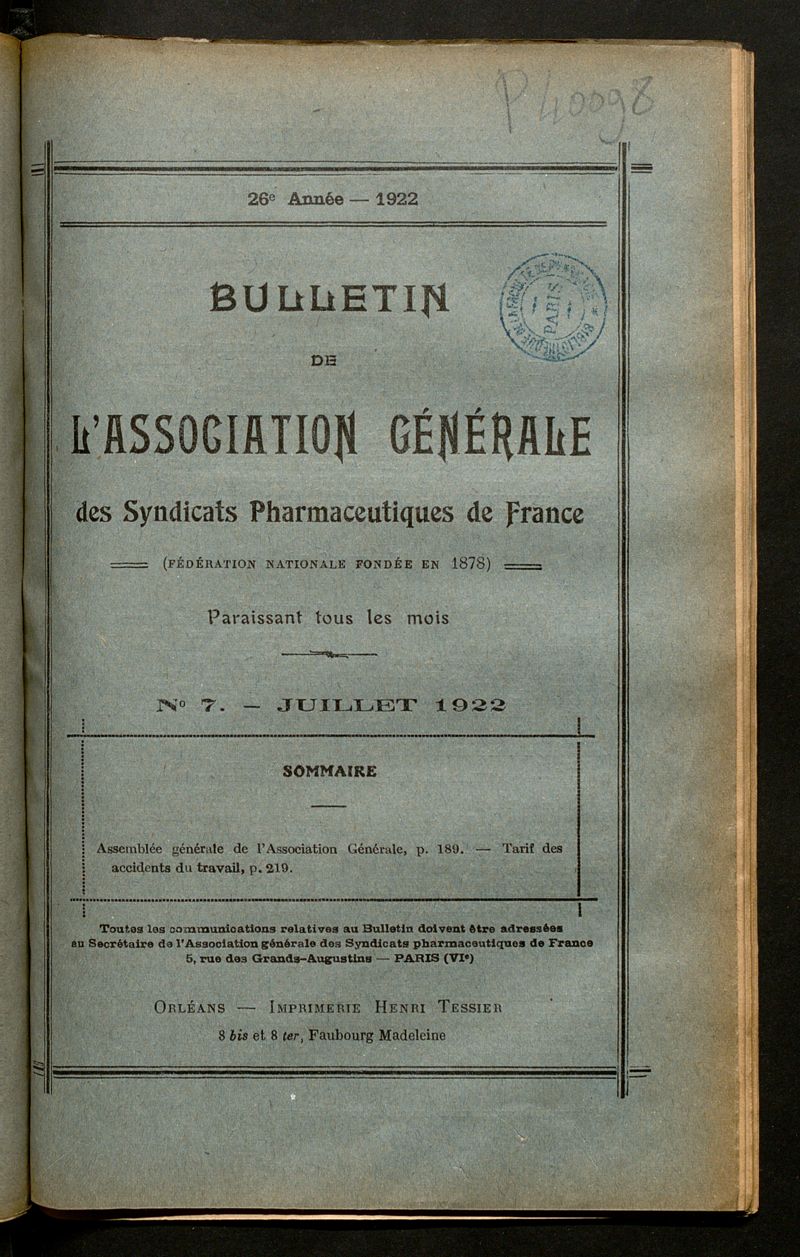 P 40098
26e Année — 1922
BULLETIN
PARIS
DE
L'ASSOCIATION GÉNÉRALE
des Syndicats Pharmaceutiques de France
(FÉDÉRATION NATIONALE FONDÉE EN 1878)
Paraissant tous les mois
No 7. — JUILLET 1922
SOMMAIRE
Assemblée générale de l'Association Générale, p. 189. — Tarif des
accidents du travail, p. 219.
Toutes les communications relatives au Bulletin doivent être adressées
au Secrétaire de l'Association générale des Syndicats pharmaceutiques de France
5, rue des Grands-Augustins — PARIS (VIe)
ORLÉANS — IMPRIMERIE HENRI TESSIER
8 bis et 8 ter, Faubourg Madeleine